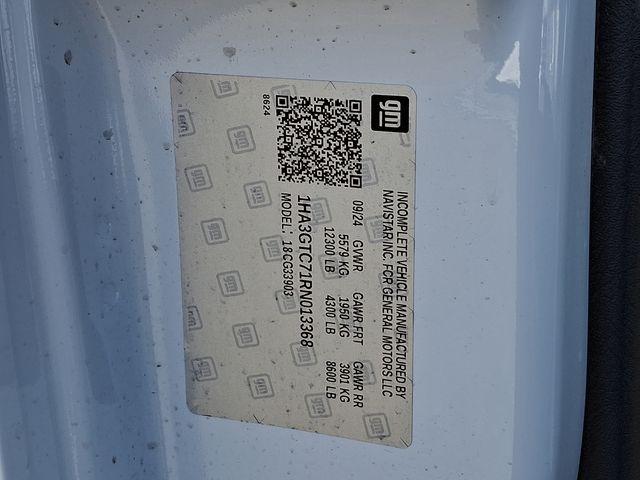 gm
INCOMPLETE VEHICLE MANUFACTURED BY
NAVISTAR INC. FOR GENERAL MOTORS LLC
09/24 GVWR GAWR FRT GAWR RR
5579 KG 1950 KG 3901 KG
12300 LB 4300 LB 8600 LB
1HA3GTC71RN013368
MODEL: 18CG33903
8624